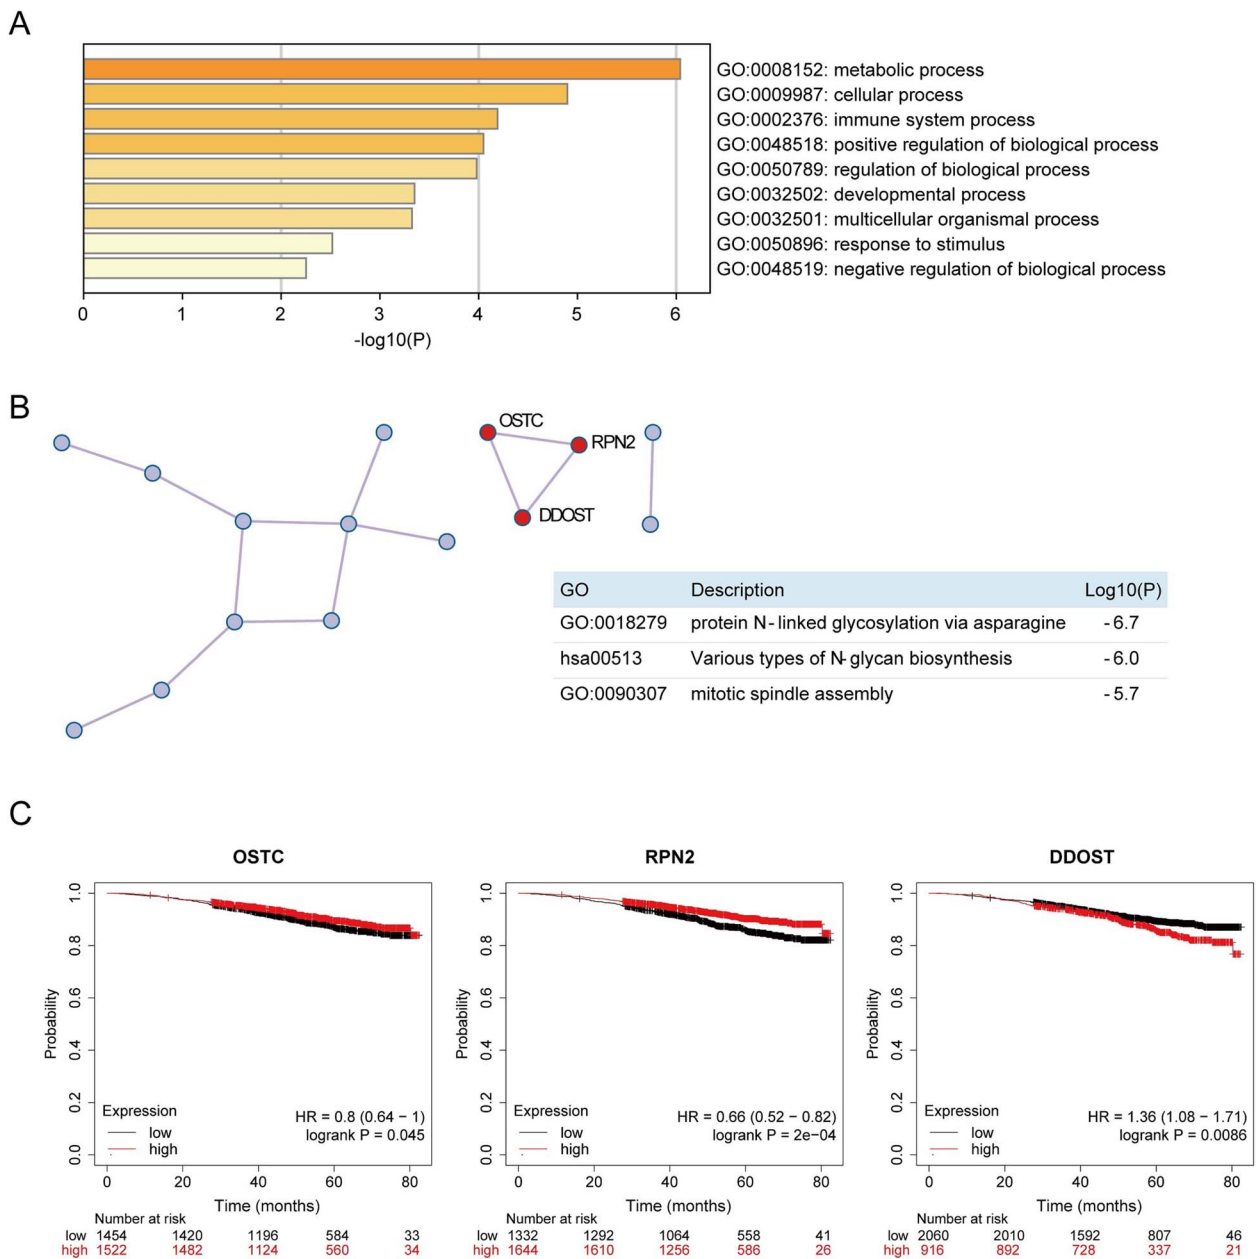 A
GO:0008152: metabolic process
GO:0009987: cellular process
GO:0002376: immune system process
GO:0048518: positive regulation of biological process
GO:0050789: regulation of biological process
GO:0032502: developmental process
GO:0032501: multicellular organismal process
GO:0050896: response to stimulus
GO:0048519: negative regulation of biological process
0 1 2 3 4 5 6
-log10(P)
B
OSTC
RPN2
DDOST
GO Description Log10(P)
GO:0018279 protein N-linked glycosylation via asparagine -6.7
hsa00513 Various types of N-glycan biosynthesis -6.0
GO:0090307 mitotic spindle assembly -5.7
C
OSTC
Probability
1.0
0.8
0.6
0.4
0.2
0.0
Expression
low
high
HR = 0.8 (0.64 − 1)
logrank P = 0.045
0 20 40 60 80
Time (months)
Number at risk
low 1454 1420 1196 584 33
high 1522 1482 1124 560 34
RPN2
Probability
1.0
0.8
0.6
0.4
0.2
0.0
Expression
low
high
HR = 0.66 (0.52 − 0.82)
logrank P = 2e−04
0 20 40 60 80
Time (months)
Number at risk
low 1332 1292 1064 558 41
high 1644 1610 1256 586 26
DDOST
Probability
1.0
0.8
0.6
0.4
0.2
0.0
Expression
low
high
HR = 1.36 (1.08 − 1.71)
logrank P = 0.0086
0 20 40 60 80
Time (months)
Number at risk
low 2060 2010 1592 807 46
high 916 892 728 337 21